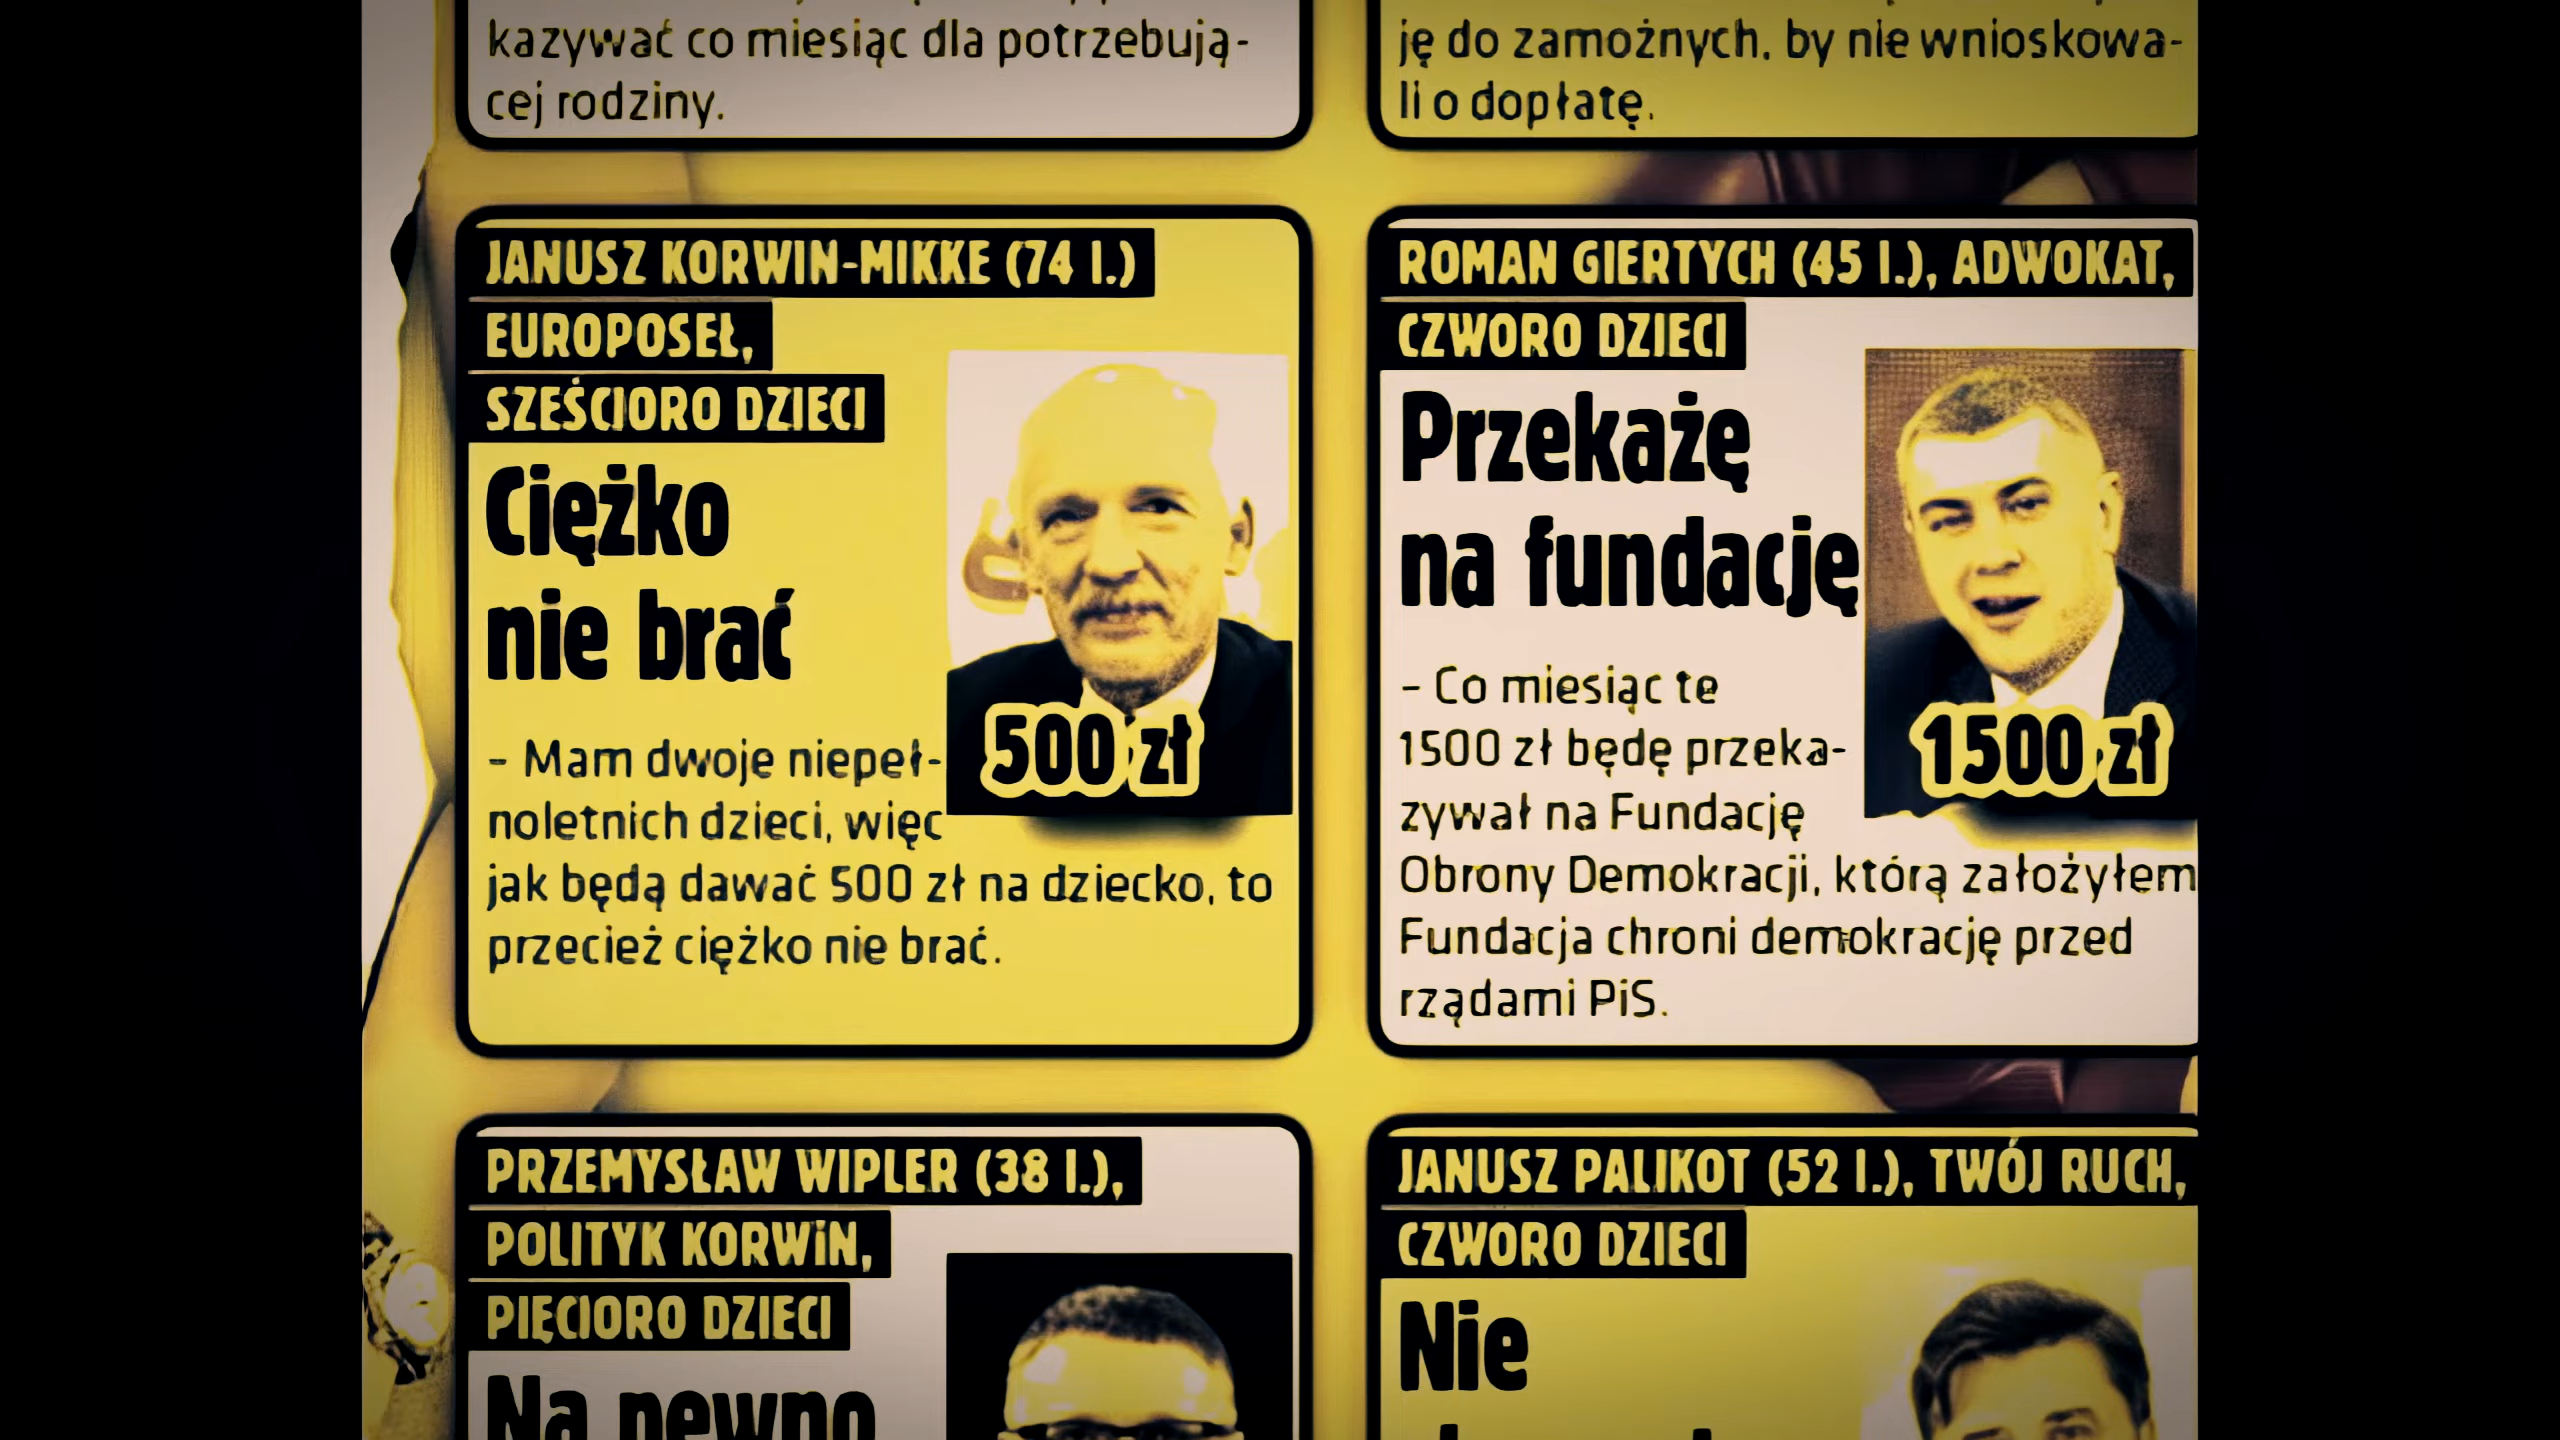 kazywać co miesiąc dla potrzebują-
cej rodziny.
ję do zamożnych, by nie wnioskowa-
li o dopłatę.
JANUSZ KORWIN-MIKKE (74 l.)
EUROPOSEŁ,
SZEŚCIORO DZIECI
Ciężko
nie brać
500 zł
- Mam dwoje niepeł-
noletnich dzieci, więc
jak będą dawać 500 zł na dziecko, to
przecież ciężko nie brać.
ROMAN GIERTYCH (45 l.), ADWOKAT,
CZWORO DZIECI
Przekażę
na fundację
1500 zł
- Co miesiąc te
1500 zł będę przeka-
zywał na Fundację
Obrony Demokracji, którą założyłem
Fundacja chroni demokrację przed
rządami PiS.
PRZEMYSŁAW WIPLER (38 l.),
POLITYK KORWiN,
PIĘCIORO DZIECI
Na pewno
JANUSZ PALIKOT (52 l.), TWÓJ RUCH,
CZWORO DZIECI
Nie